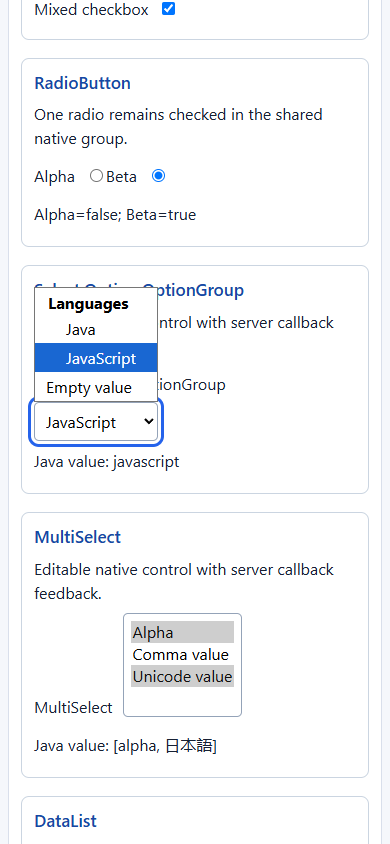 Mixed checkbox
RadioButton
One radio remains checked in the shared
native group.
Alpha Beta
Alpha=false; Beta=true
OptionGroup
Languages
control with server callback
Java
JavaScript
Empty value
OptionGroup
JavaScript
Java value: javascript
MultiSelect
Editable native control with server callback
feedback.
Alpha
Comma value
Unicode value
MultiSelect
Java value: [alpha, 日本語]
DataList